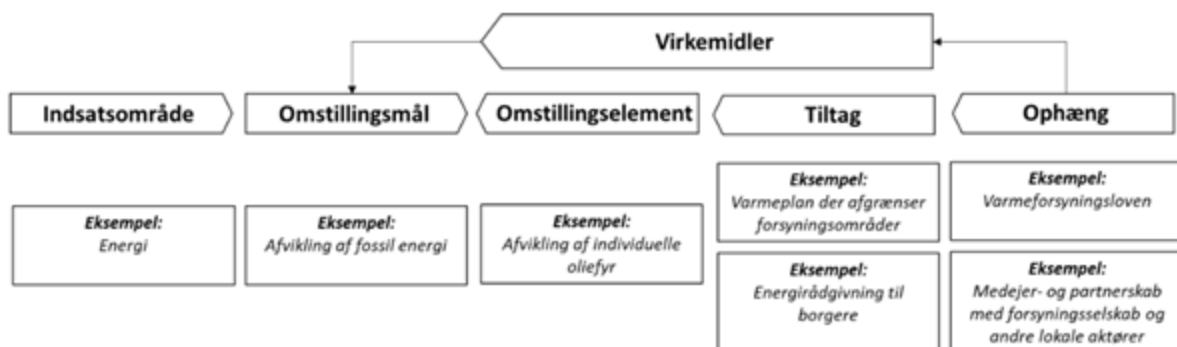 Virkemidler
Indsatsområde
Omstillingsmål
Omstillingselement
Tiltag
Ophæng
Eksempel:
Energi
Eksempel:
Afvikling af fossil energi
Eksempel:
Afvikling af individuelle
oliefyr
Eksempel:
Varmeplan der afgrænser
forsyningsområder
Eksempel:
Energirådgivning til
borgere
Eksempel:
Varmeforsyningsloven
Eksempel:
Medejer- og partnerskab
med forsyningsselskab og
andre lokale aktører